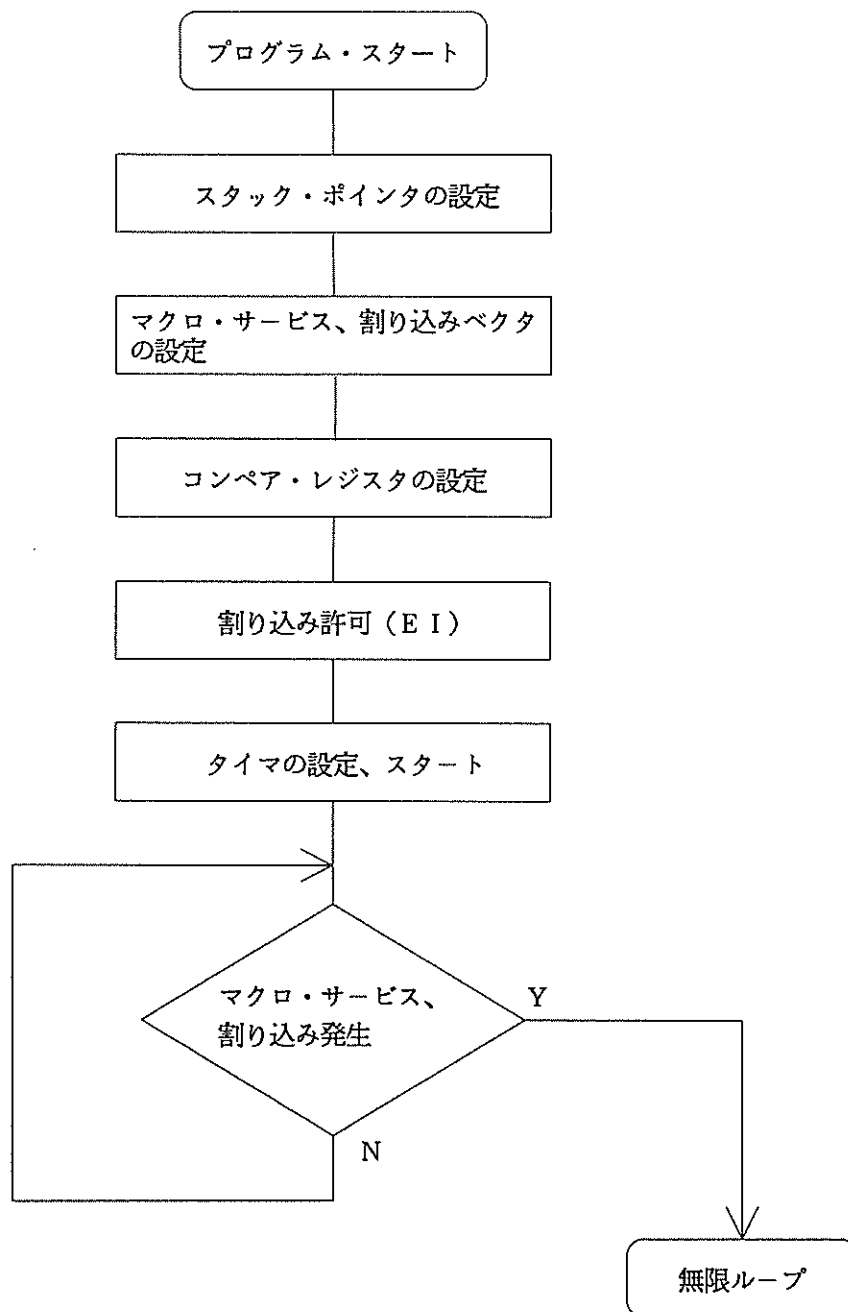 プログラム・スタート
スタック・ポインタの設定
マクロ・サービス、割り込みベクタ
の設定
コンペア・レジスタの設定
割り込み許可（ＥＩ）
タイマの設定、スタート
マクロ・サービス、
割り込み発生
Y
N
無限ループ